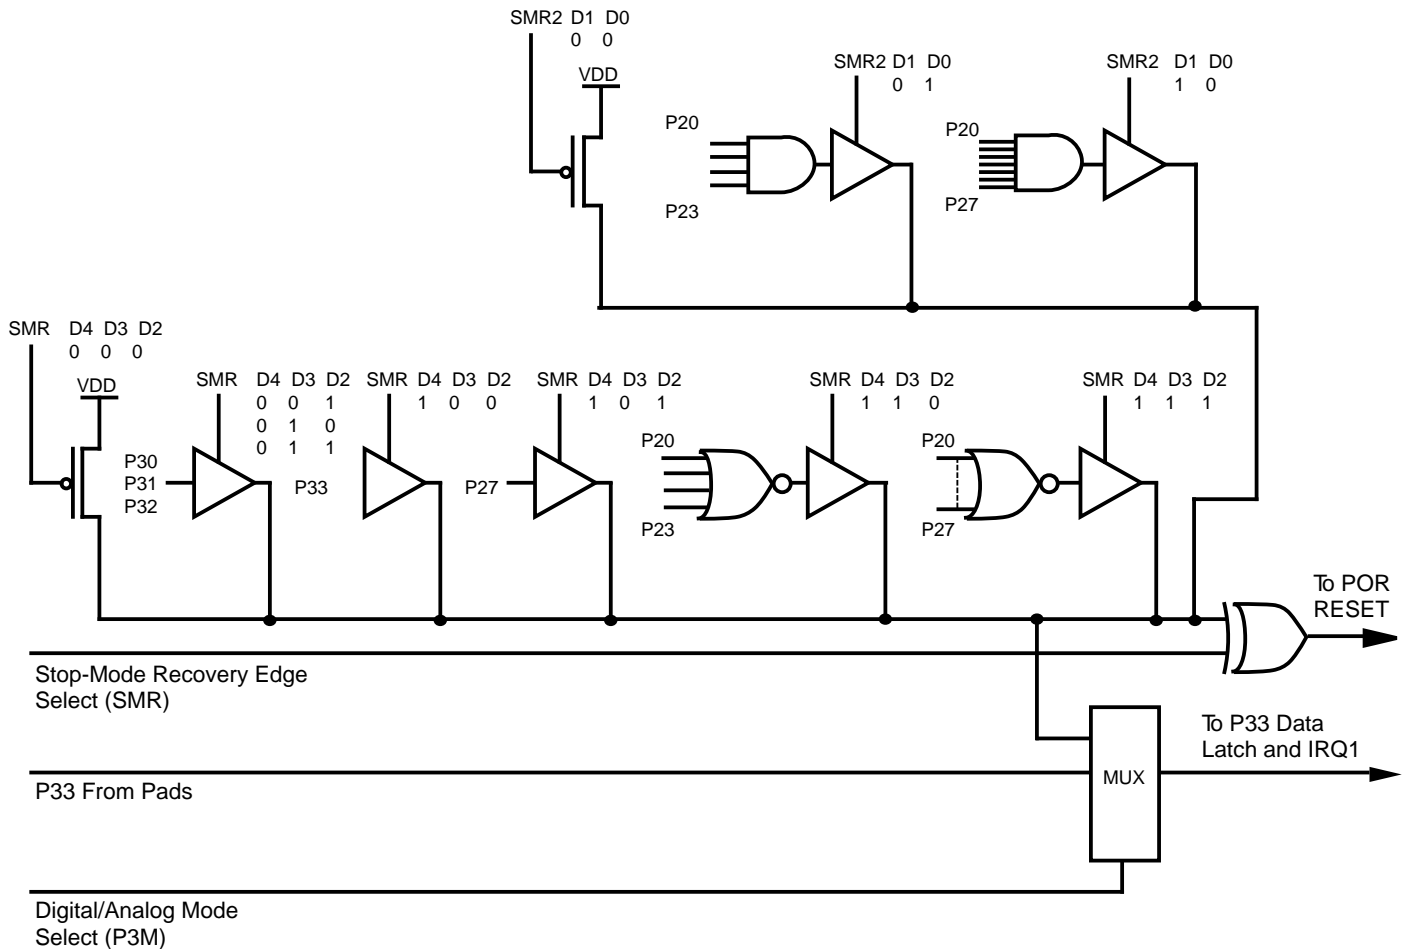 SMR2 D1 D0
0 0
VDD
SMR2 D1 D0
0 1
P20
P23
SMR2 D1 D0
1 0
P20
P27
SMR D4 D3 D2
0 0 0
VDD
SMR D4 D3 D2
0 0 1
0 1 0
0 1 1
P30
P31
P32
SMR D4 D3 D2
1 0 0
P33
SMR D4 D3 D2
1 0 1
P27
SMR D4 D3 D2
1 1 0
P20
P23
SMR D4 D3 D2
1 1 1
P20
P27
To POR
RESET
Stop-Mode Recovery Edge
Select (SMR)
To P33 Data
Latch and IRQ1
MUX
P33 From Pads
Digital/Analog Mode
Select (P3M)